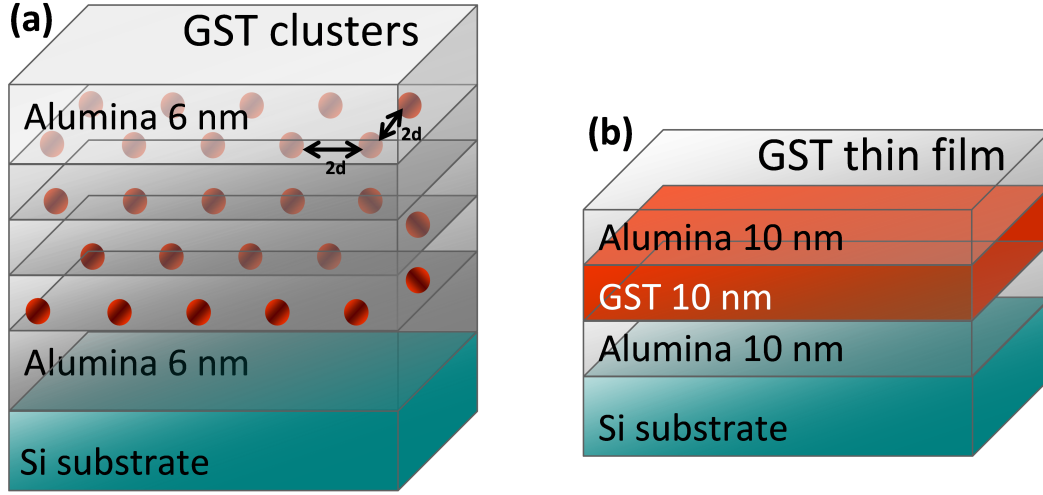 (a)
GST clusters
Alumina 6 nm
2d
2d
Alumina 6 nm
Si substrate
(b)
GST thin film
Alumina 10 nm
GST 10 nm
Alumina 10 nm
Si substrate